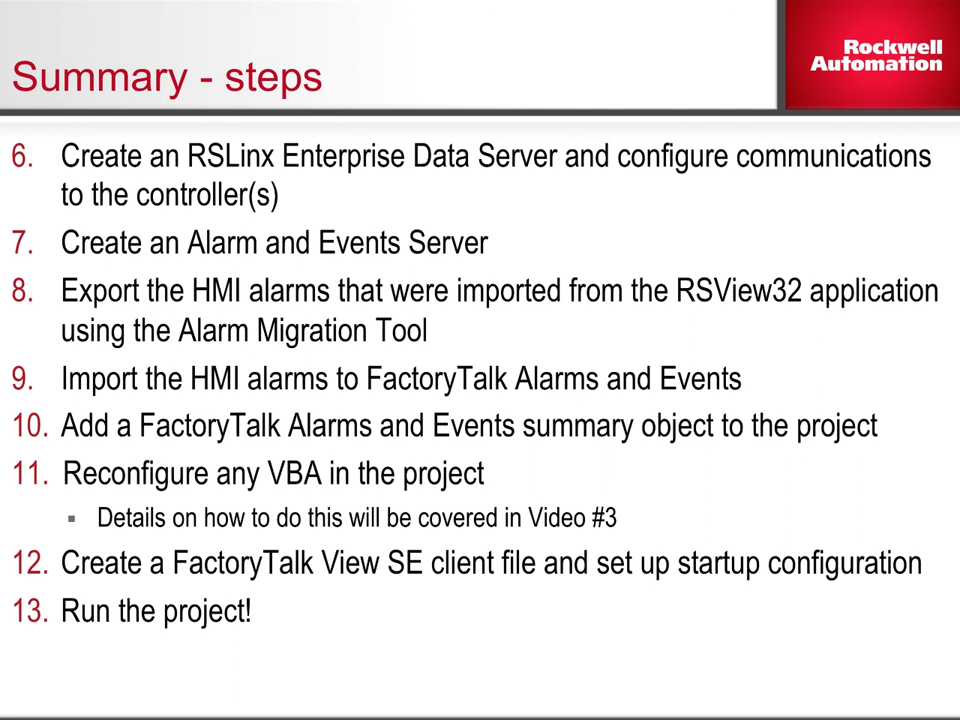 Summary - steps
Rockwell
Automation
6. Create an RSLinx Enterprise Data Server and configure communications
to the controller(s)
7. Create an Alarm and Events Server
8. Export the HMI alarms that were imported from the RSView32 application
using the Alarm Migration Tool
9. Import the HMI alarms to FactoryTalk Alarms and Events
10. Add a FactoryTalk Alarms and Events summary object to the project
11. Reconfigure any VBA in the project
▪ Details on how to do this will be covered in Video #3
12. Create a FactoryTalk View SE client file and set up startup configuration
13. Run the project!